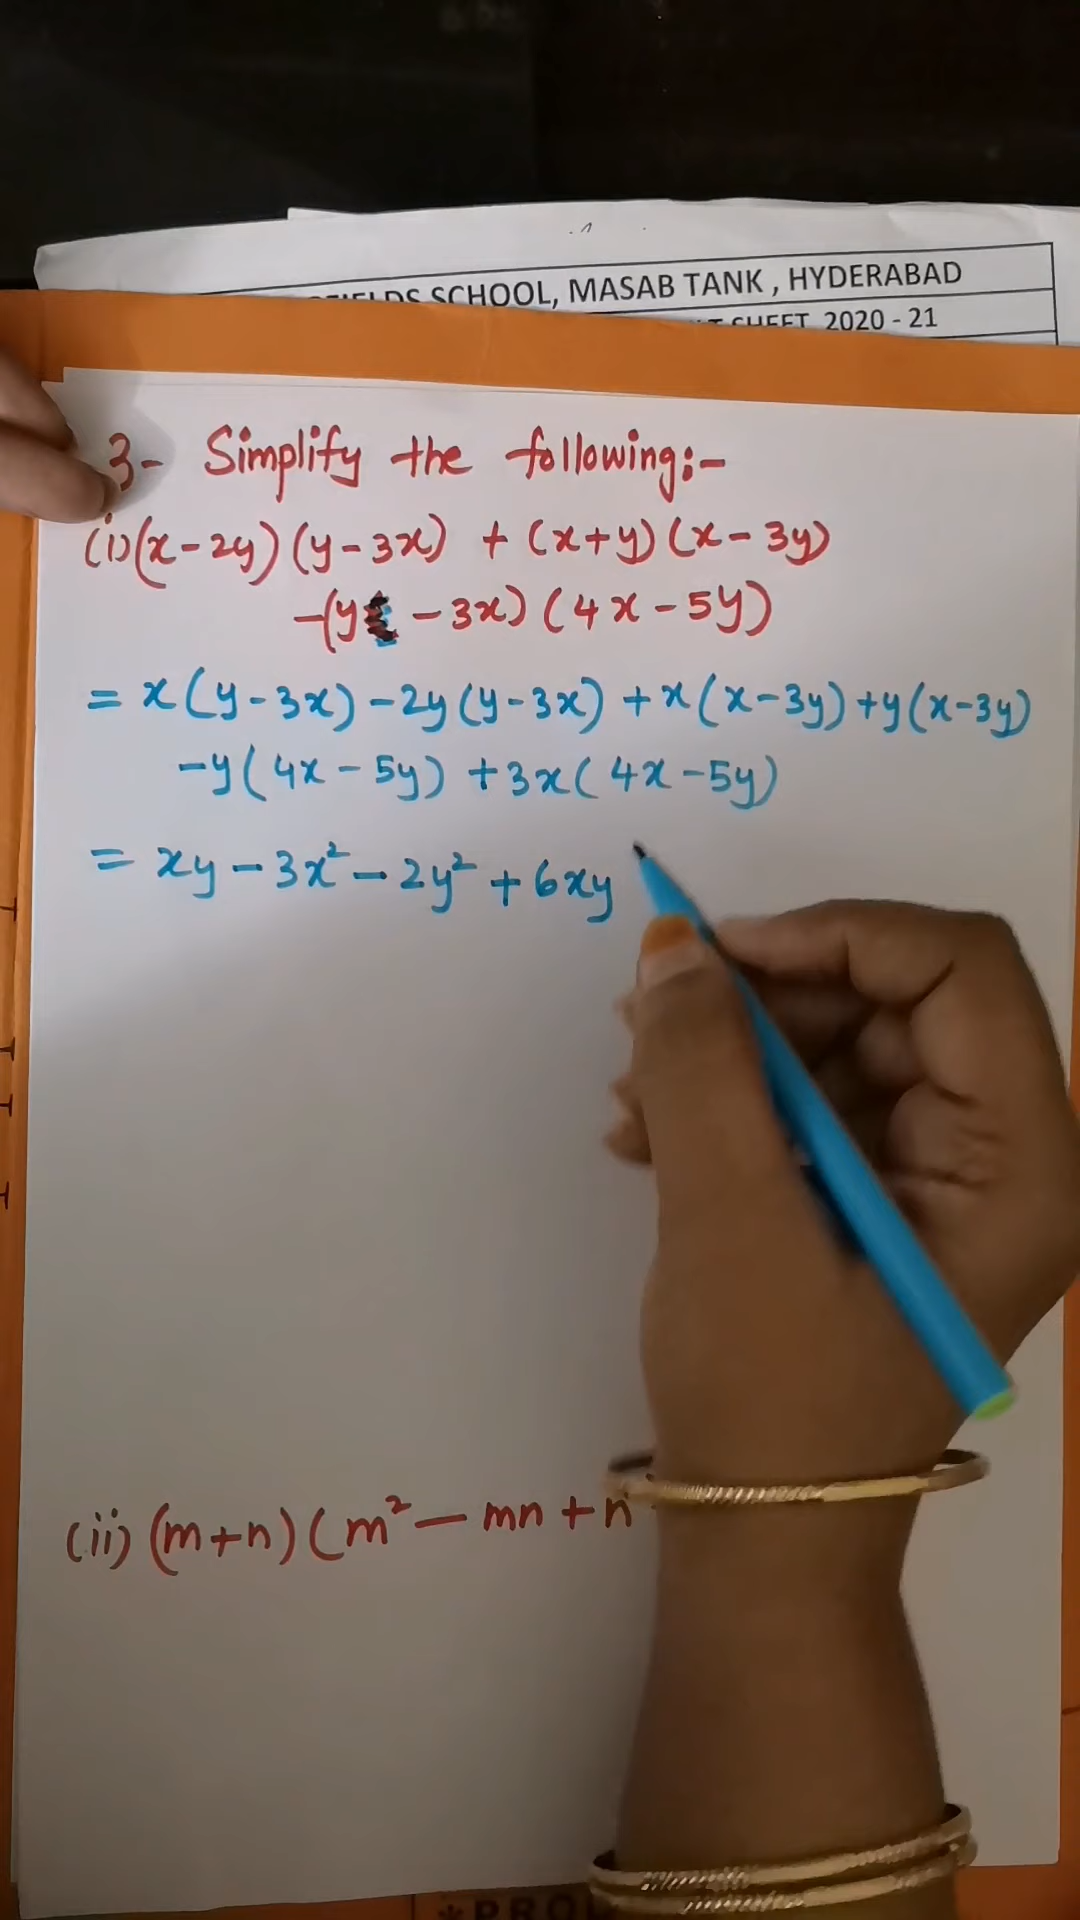 SCHOOL, MASAB TANK , HYDERABAD
SHEET 2020 - 21
3- Simplify the following:-
(i) (x-2y) (y-3x) + (x+y) (x-3y)
-(y -3x) (4x-5y)
= x(y-3x) -2y(y-3x) +x(x-3y) +y(x-3y)
-y(4x-5y) +3x(4x-5y)
= xy -3x² -2y² +6xy
(ii) (m+n) (m² - mn + n